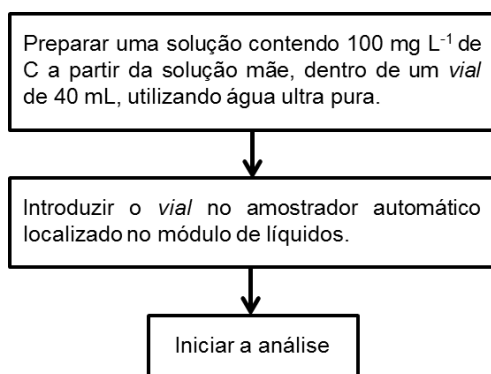 Preparar uma solução contendo 100 mg L⁻¹ de
C a partir da solução mãe, dentro de um vial
de 40 mL, utilizando água ultra pura.
Introduzir o vial no amostrador automático
localizado no módulo de líquidos.
Iniciar a análise